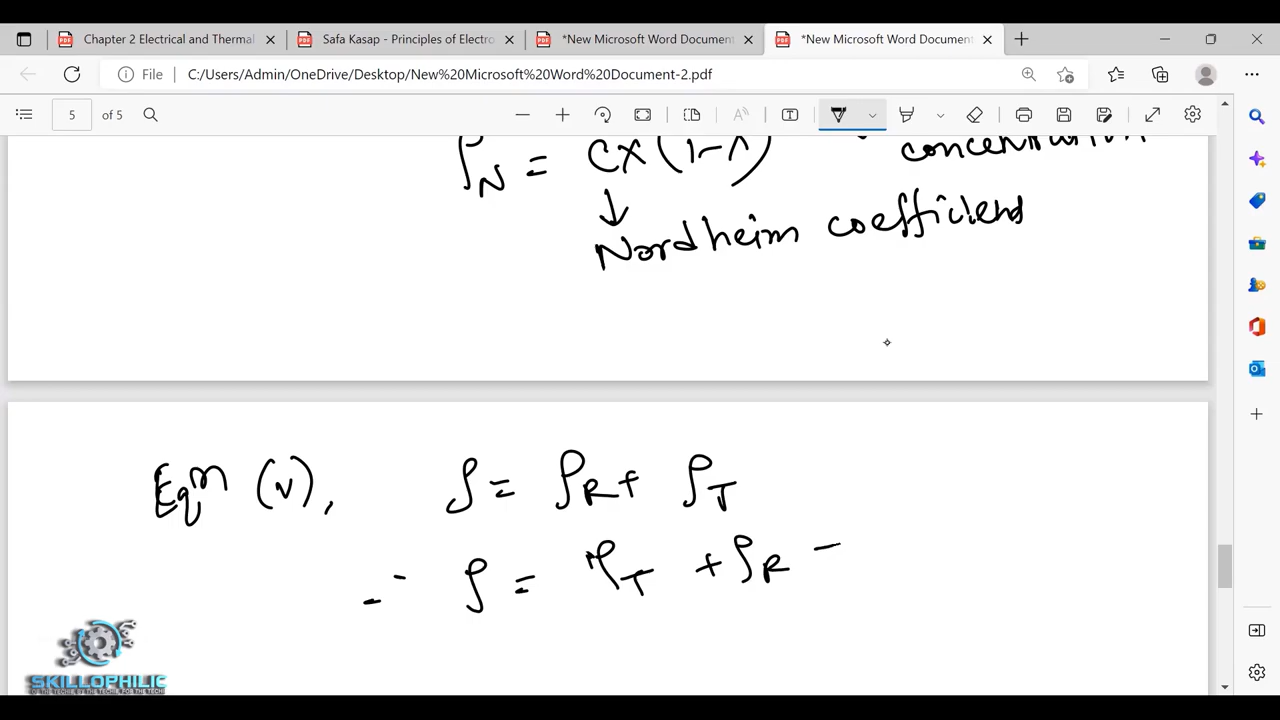 Chapter 2 Electrical and Thermal
Safa Kasap - Principles of Electro
*New Microsoft Word Document
*New Microsoft Word Document
File
C:/Users/Admin/OneDrive/Desktop/New%20Microsoft%20Word%20Document-2.pdf
5 of 5
ρN = CX(1-X)
concentration
↓
Nordheim coefficient
Eqn (v), ρ = ρR + ρT
∴ ρ = ρT + ρR –
SKILLOPHILIC